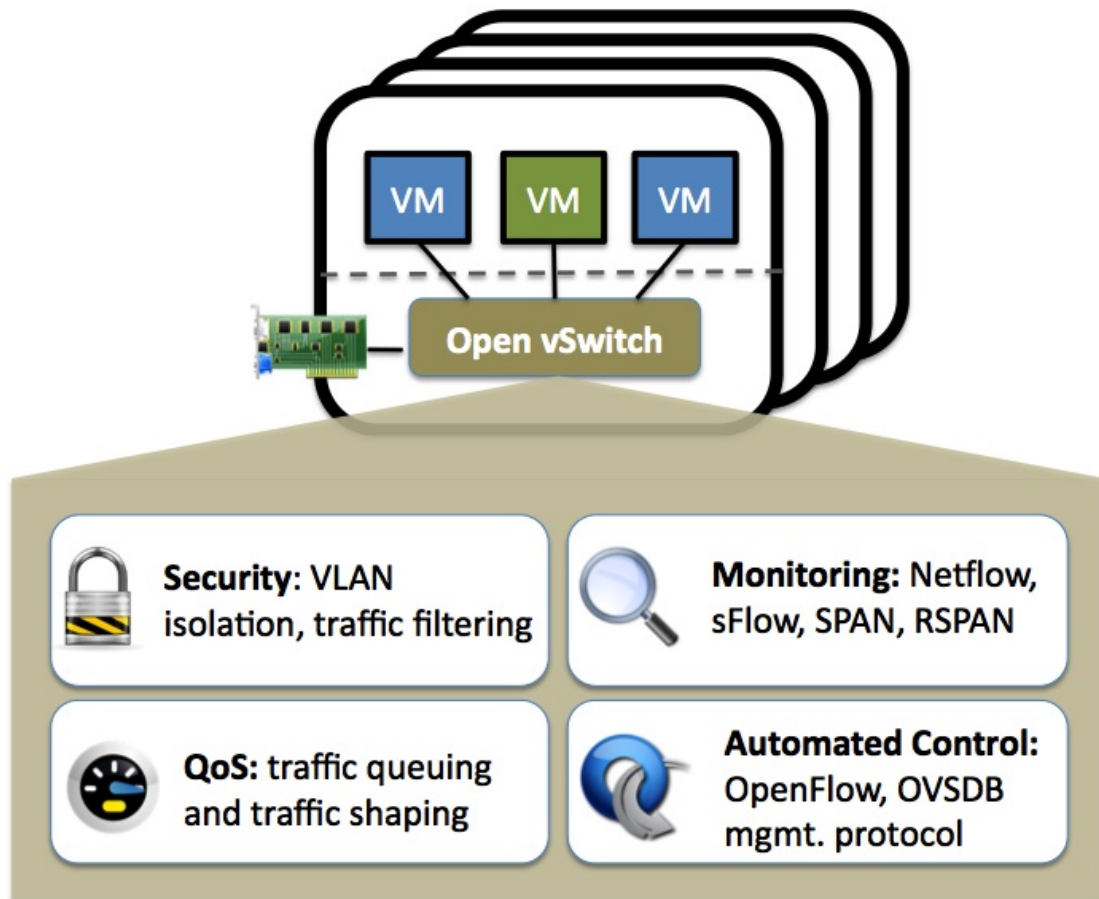 VM VM VM
Open vSwitch
Security: VLAN
isolation, traffic filtering
Monitoring: Netflow,
sFlow, SPAN, RSPAN
QoS: traffic queuing
and traffic shaping
Automated Control:
OpenFlow, OVSDB
mgmt. protocol